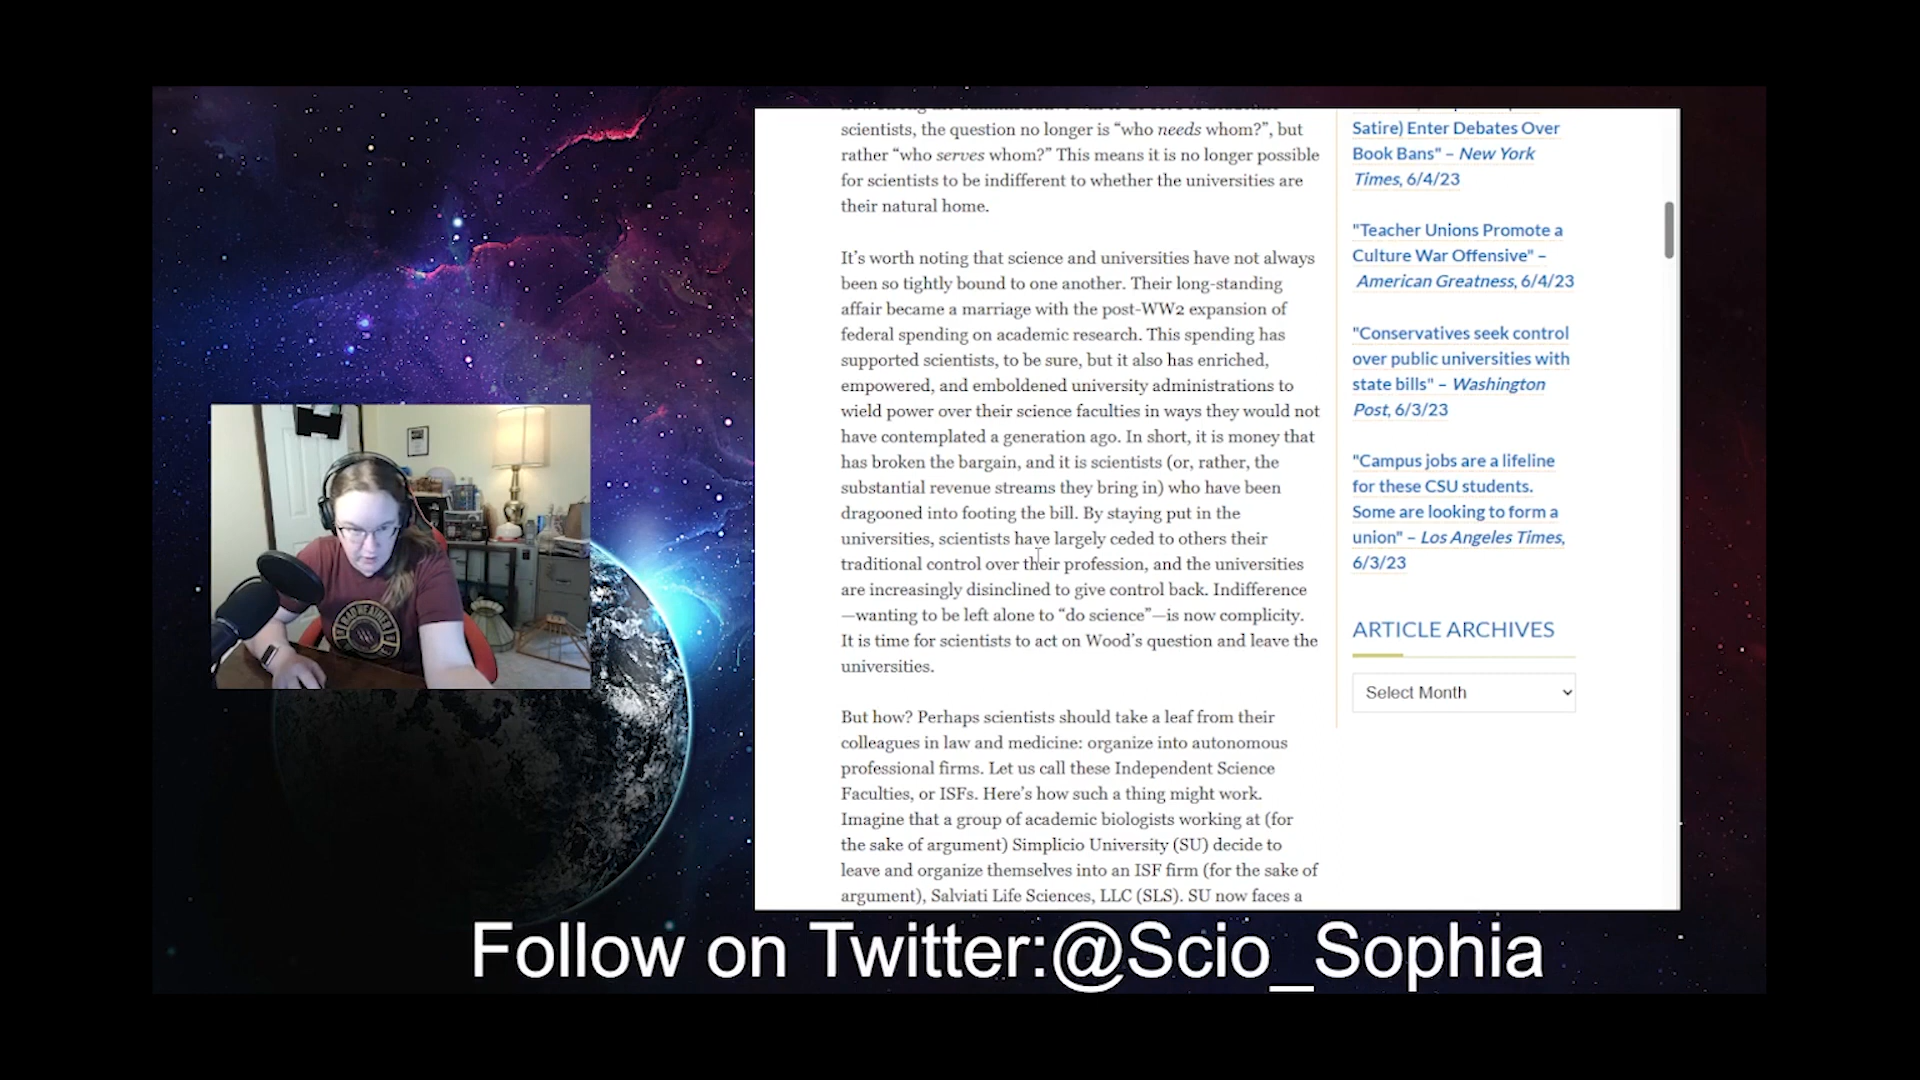 scientists, the question no longer is “who needs whom?”, but
rather “who serves whom?” This means it is no longer possible
for scientists to be indifferent to whether the universities are
their natural home.
It’s worth noting that science and universities have not always
been so tightly bound to one another. Their long-standing
affair became a marriage with the post-WW2 expansion of
federal spending on academic research. This spending has
supported scientists, to be sure, but it also has enriched,
empowered, and emboldened university administrations to
wield power over their science faculties in ways they would not
have contemplated a generation ago. In short, it is money that
has broken the bargain, and it is scientists (or, rather, the
substantial revenue streams they bring in) who have been
dragooned into footing the bill. By staying put in the
universities, scientists have largely ceded to others their
traditional control over their profession, and the universities
are increasingly disinclined to give control back. Indifference
—wanting to be left alone to “do science”—is now complicity.
It is time for scientists to act on Wood’s question and leave the
universities.
But how? Perhaps scientists should take a leaf from their
colleagues in law and medicine: organize into autonomous
professional firms. Let us call these Independent Science
Faculties, or ISFs. Here’s how such a thing might work.
Imagine that a group of academic biologists working at (for
the sake of argument) Simplicio University (SU) decide to
leave and organize themselves into an ISF firm (for the sake of
argument), Salviati Life Sciences, LLC (SLS). SU now faces a
Satire) Enter Debates Over
Book Bans" – New York
Times, 6/4/23
"Teacher Unions Promote a
Culture War Offensive" –
American Greatness, 6/4/23
"Conservatives seek control
over public universities with
state bills" – Washington
Post, 6/3/23
"Campus jobs are a lifeline
for these CSU students.
Some are looking to form a
union" – Los Angeles Times,
6/3/23
ARTICLE ARCHIVES
Select Month
Follow on Twitter:@Scio_Sophia